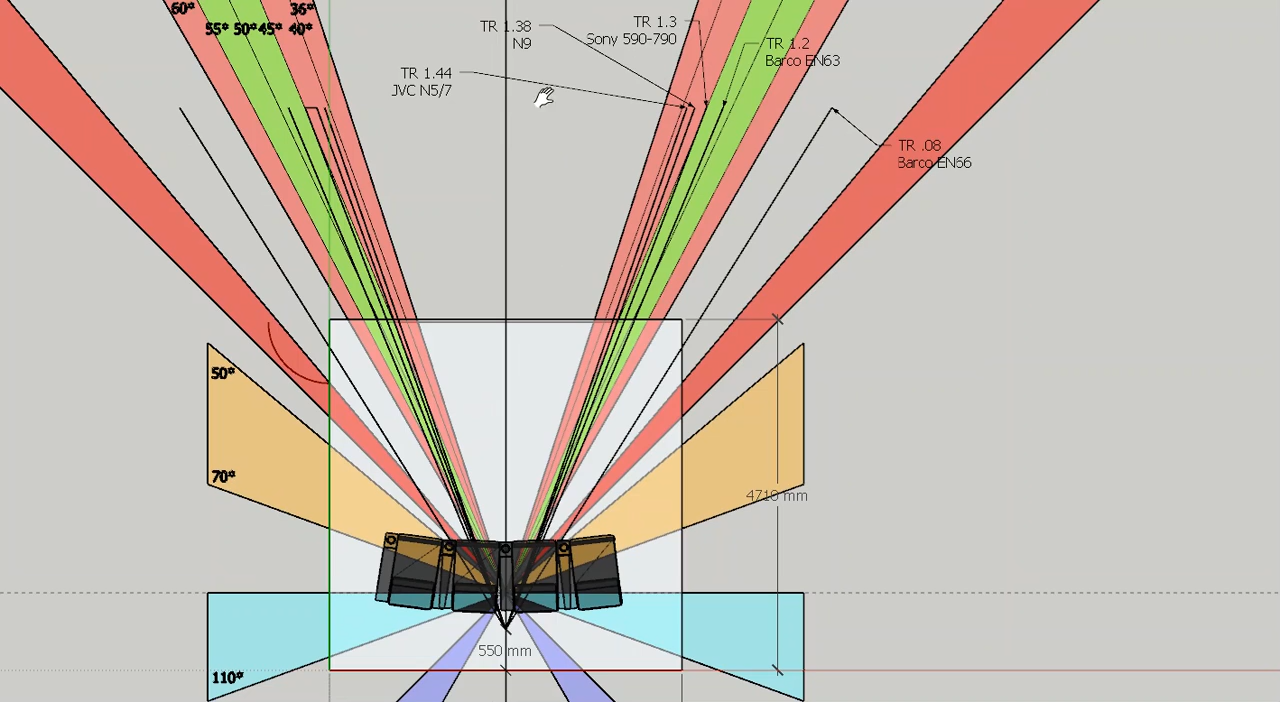 60° 36°
55° 50° 45° 40°
TR 1.38
N9
TR 1.3
Sony 590-790
TR 1.2
Barco EN63
TR 1.44
JVC N5/7
TR .08
Barco EN66
50°
70°
4710 mm
550 mm
110°